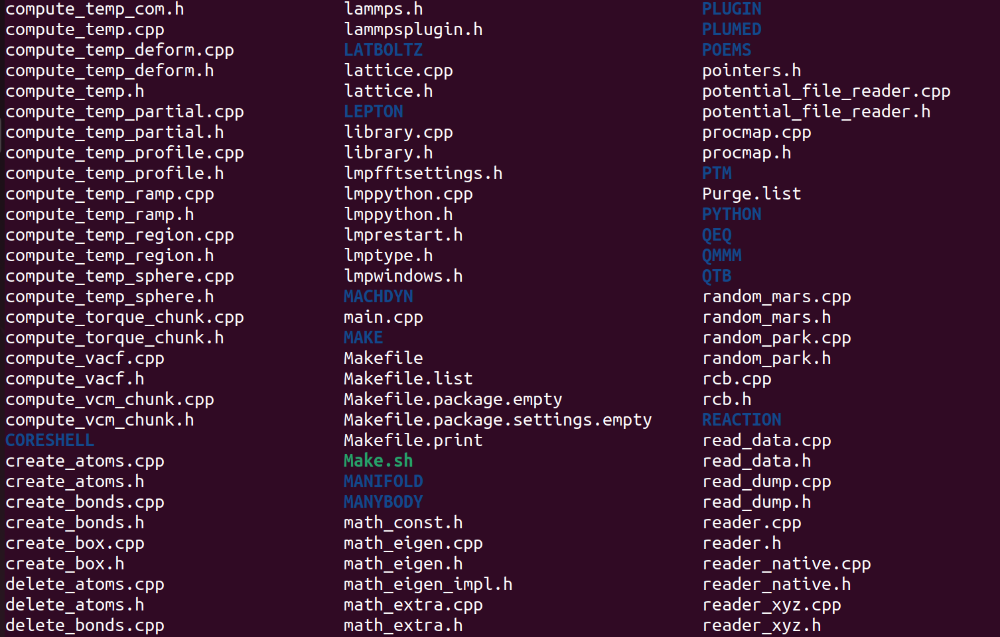 compute_temp_com.h lammps.h PLUGIN
compute_temp.cpp lammpsplugin.h PLUMED
compute_temp_deform.cpp LATBOLTZ POEMS
compute_temp_deform.h lattice.cpp pointers.h
compute_temp.h lattice.h potential_file_reader.cpp
compute_temp_partial.cpp LEPTON potential_file_reader.h
compute_temp_partial.h library.cpp procmap.cpp
compute_temp_profile.cpp library.h procmap.h
compute_temp_profile.h lmpfftsettings.h PTM
compute_temp_ramp.cpp lmppython.cpp Purge.list
compute_temp_ramp.h lmppython.h PYTHON
compute_temp_region.cpp lmprestart.h QEQ
compute_temp_region.h lmptype.h QMMM
compute_temp_sphere.cpp lmpwindows.h QTB
compute_temp_sphere.h MACHDYN random_mars.cpp
compute_torque_chunk.cpp main.cpp random_mars.h
compute_torque_chunk.h MAKE random_park.cpp
compute_vacf.cpp Makefile random_park.h
compute_vacf.h Makefile.list rcb.cpp
compute_vcm_chunk.cpp Makefile.package.empty rcb.h
compute_vcm_chunk.h Makefile.package.settings.empty REACTION
CORESHELL Makefile.print read_data.cpp
create_atoms.cpp Make.sh read_data.h
create_atoms.h MANIFOLD read_dump.cpp
create_bonds.cpp MANYBODY read_dump.h
create_bonds.h math_const.h reader.cpp
create_box.cpp math_eigen.cpp reader.h
create_box.h math_eigen.h reader_native.cpp
delete_atoms.cpp math_eigen_impl.h reader_native.h
delete_atoms.h math_extra.cpp reader_xyz.cpp
delete_bonds.cpp math_extra.h reader_xyz.h